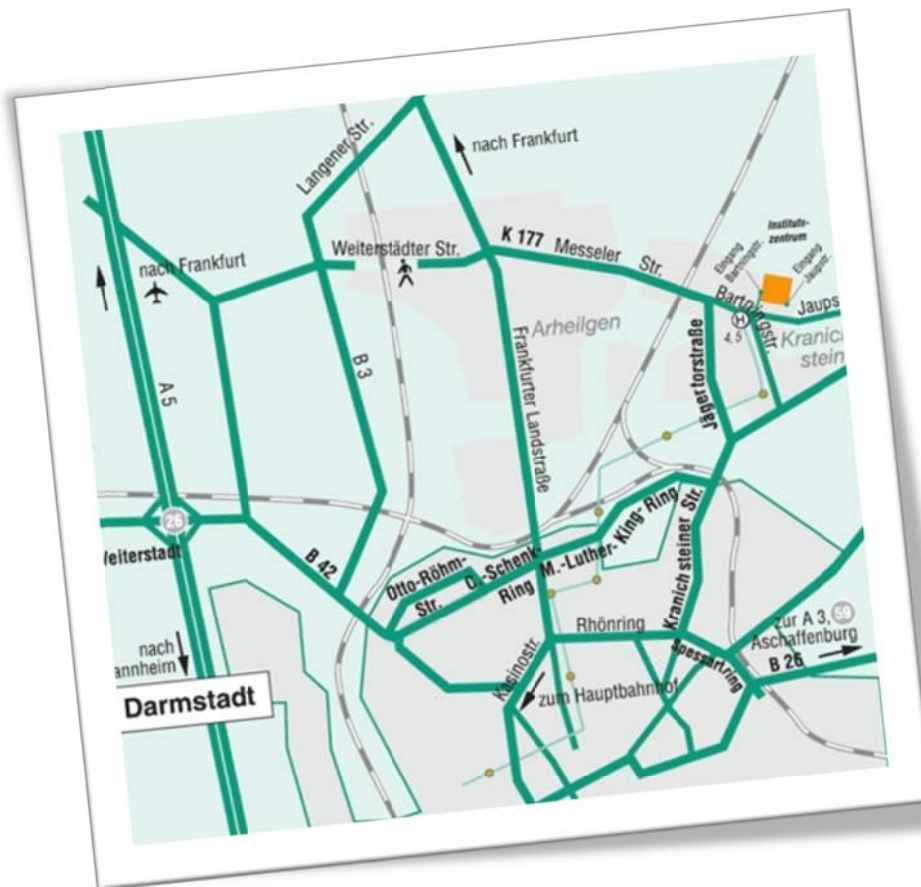 Langener Str.
nach Frankfurt
Instituts-
zentrum
Eingang
Bartningstr.
Eingang
Jaupstr.
K 177 Messeler Str.
Weiterstädter Str.
nach Frankfurt
Bartningstr.
Jaups
H
4, 5
Kranich
stein
Arheilgen
Jägertorstraße
Frankfurter Landstraße
B 3
A 5
26
Weiterstadt
B 42
Otto-Röhm-
Str.
C.-Schenk-
Ring
M.-Luther-King-Ring
Kranichsteiner Str.
Rhönring
zur A 3, 59
Aschaffenburg
B 26
Spessartring
Kasinostr.
zum Hauptbahnhof
nach
annheim
Darmstadt